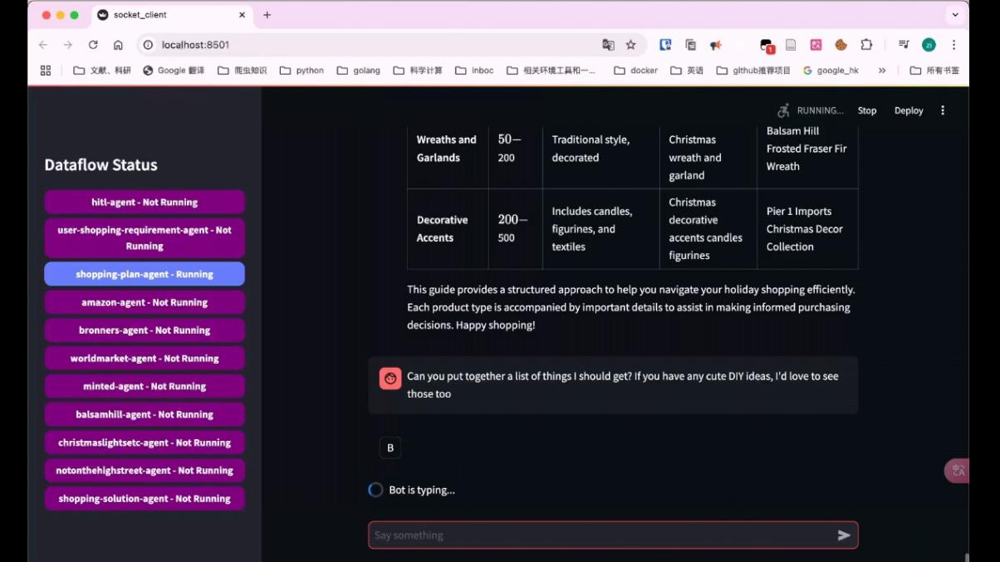 socket_client
localhost:8501
文献、科研
Google 翻译
爬虫知识
python
golang
科学计算
inboc
相关环境工具和一...
docker
英语
github推荐项目
google_hk
所有书签
RUNNING...
Stop
Deploy
Dataflow Status
hitl-agent - Not Running
user-shopping-requirement-agent - Not
Running
shopping-plan-agent - Running
amazon-agent - Not Running
bronners-agent - Not Running
worldmarket-agent - Not Running
minted-agent - Not Running
balsamhill-agent - Not Running
christmaslightsetc-agent - Not Running
notonthehighstreet-agent - Not Running
shopping-solution-agent - Not Running
Wreaths and
Garlands
50–
200
Traditional style,
decorated
Christmas
wreath and
garland
Balsam Hill
Frosted Fraser Fir
Wreath
Decorative
Accents
200–
500
Includes candles,
figurines, and
textiles
Christmas
decorative
accents candles
figurines
Pier 1 Imports
Christmas Decor
Collection
This guide provides a structured approach to help you navigate your holiday shopping efficiently.
Each product type is accompanied by important details to assist in making informed purchasing
decisions. Happy shopping!
Can you put together a list of things I should get? If you have any cute DIY ideas, I'd love to see
those too
B
Bot is typing...
Say something